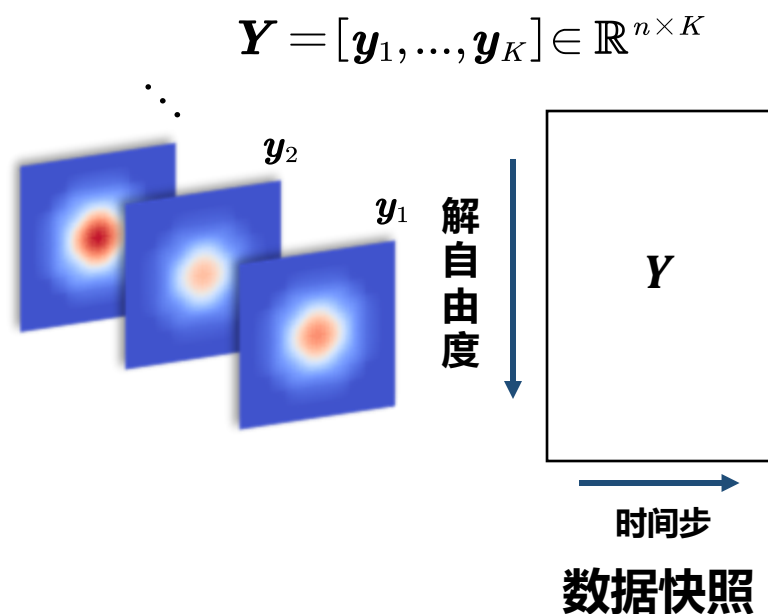 Y = [y₁, ..., y_K] ∈ ℝ^{n×K}
⋱
y₂
y₁
解自由度
Y
时间步
数据快照